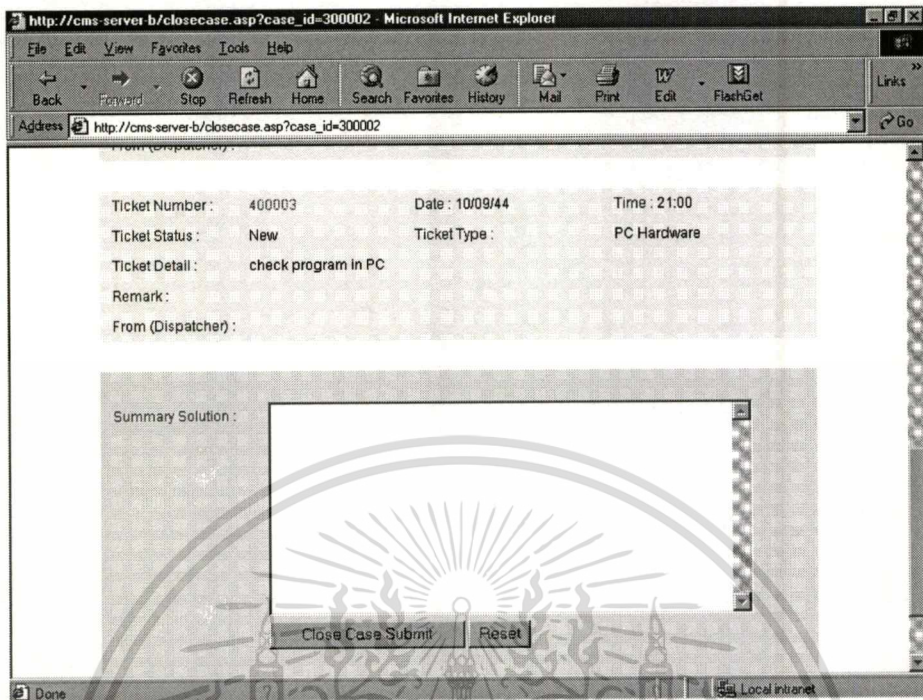 http://cms-server-b/closecase.asp?case_id=300002 - Microsoft Internet Explorer
File Edit View Favorites Tools Help
Back Forward Stop Refresh Home Search Favorites History Mail Print Edit FlashGet Links »
Address http://cms-server-b/closecase.asp?case_id=300002 Go
From (Dispatcher) :
Ticket Number : 400003 Date : 10/09/44 Time : 21:00
Ticket Status : New Ticket Type : PC Hardware
Ticket Detail : check program in PC
Remark :
From (Dispatcher) :
Summary Solution :
Close Case Submit Reset
Done Local intranet